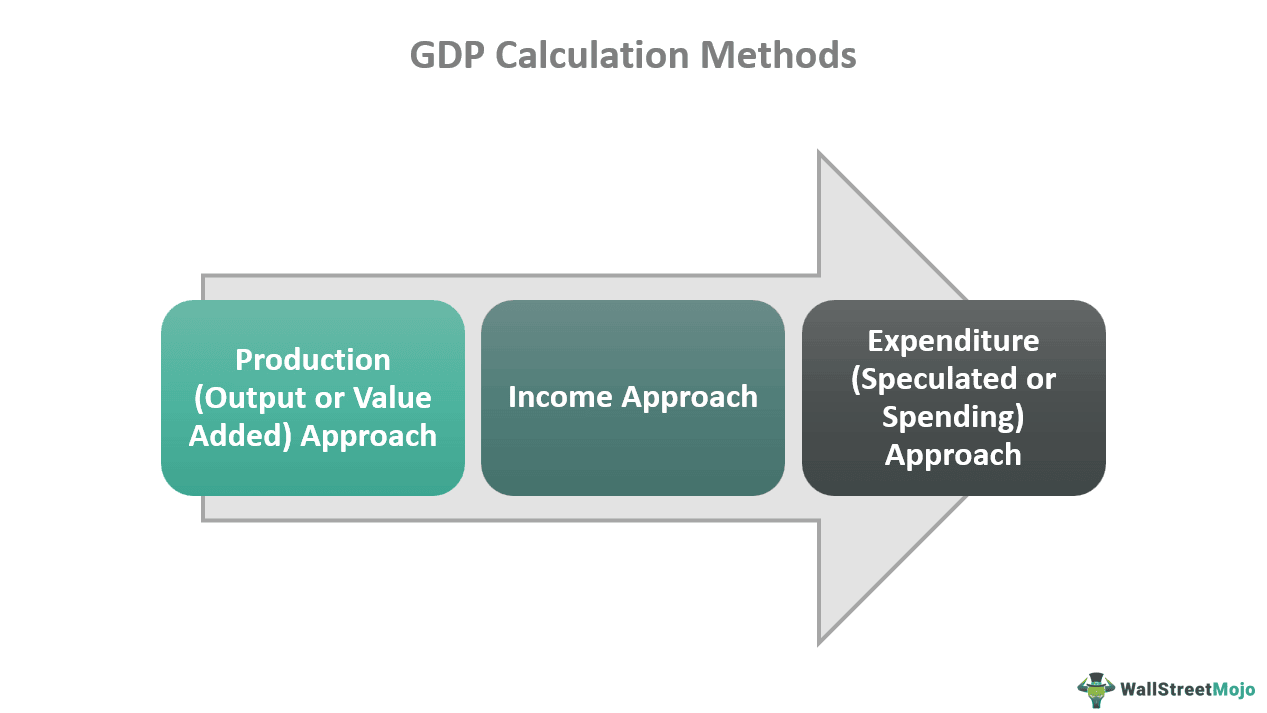 GDP Calculation Methods
Production
(Output or Value
Added) Approach
Income Approach
Expenditure
(Speculated or
Spending)
Approach
WallStreetMojo